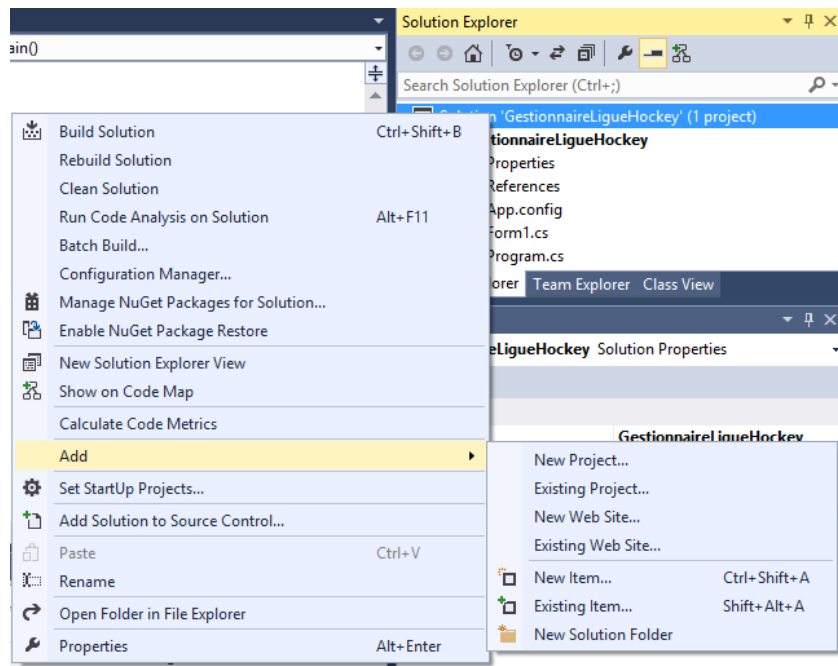 Solution Explorer
ain()
Search Solution Explorer (Ctrl+;)
Solution 'GestionnaireLigueHockey' (1 project)
tionnaireLigueHockey
Properties
References
App.config
Form1.cs
Program.cs
orer Team Explorer Class View
eLigueHockey Solution Properties
GestionnaireLigueHockey
Build Solution Ctrl+Shift+B
Rebuild Solution
Clean Solution
Run Code Analysis on Solution Alt+F11
Batch Build...
Configuration Manager...
Manage NuGet Packages for Solution...
Enable NuGet Package Restore
New Solution Explorer View
Show on Code Map
Calculate Code Metrics
Add
Set StartUp Projects...
Add Solution to Source Control...
Paste Ctrl+V
Rename
Open Folder in File Explorer
Properties Alt+Enter
New Project...
Existing Project...
New Web Site...
Existing Web Site...
New Item... Ctrl+Shift+A
Existing Item... Shift+Alt+A
New Solution Folder